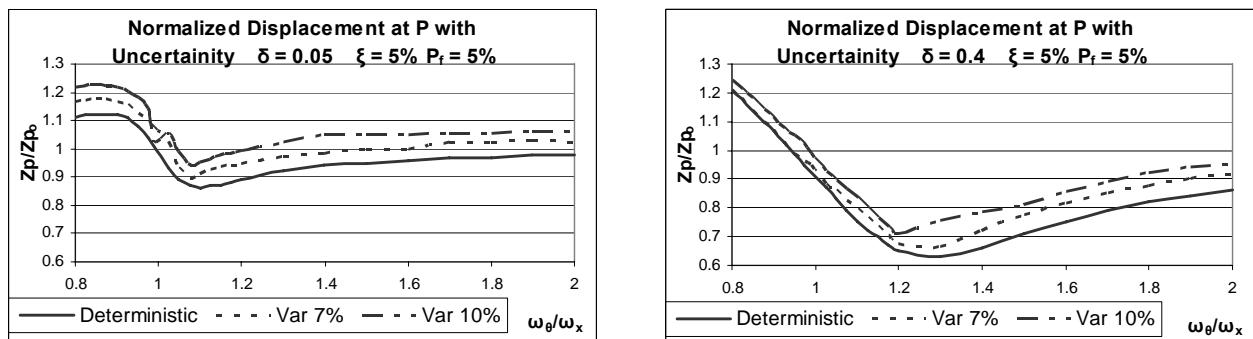 Normalized Displacement at P with
Uncertainity δ = 0.05 ξ = 5% Pf = 5%
Zp/Zpo
1.3
1.2
1.1
1
0.9
0.8
0.7
0.6
0.8 1 1.2 1.4 1.6 1.8 2
Deterministic Var 7% Var 10%
ωθ/ωx
Normalized Displacement at P with
Uncertainity δ = 0.4 ξ = 5% Pf = 5%
Zp/Zpo
1.3
1.2
1.1
1
0.9
0.8
0.7
0.6
0.8 1 1.2 1.4 1.6 1.8 2
Deterministic Var 7% Var 10%
ωθ/ωx